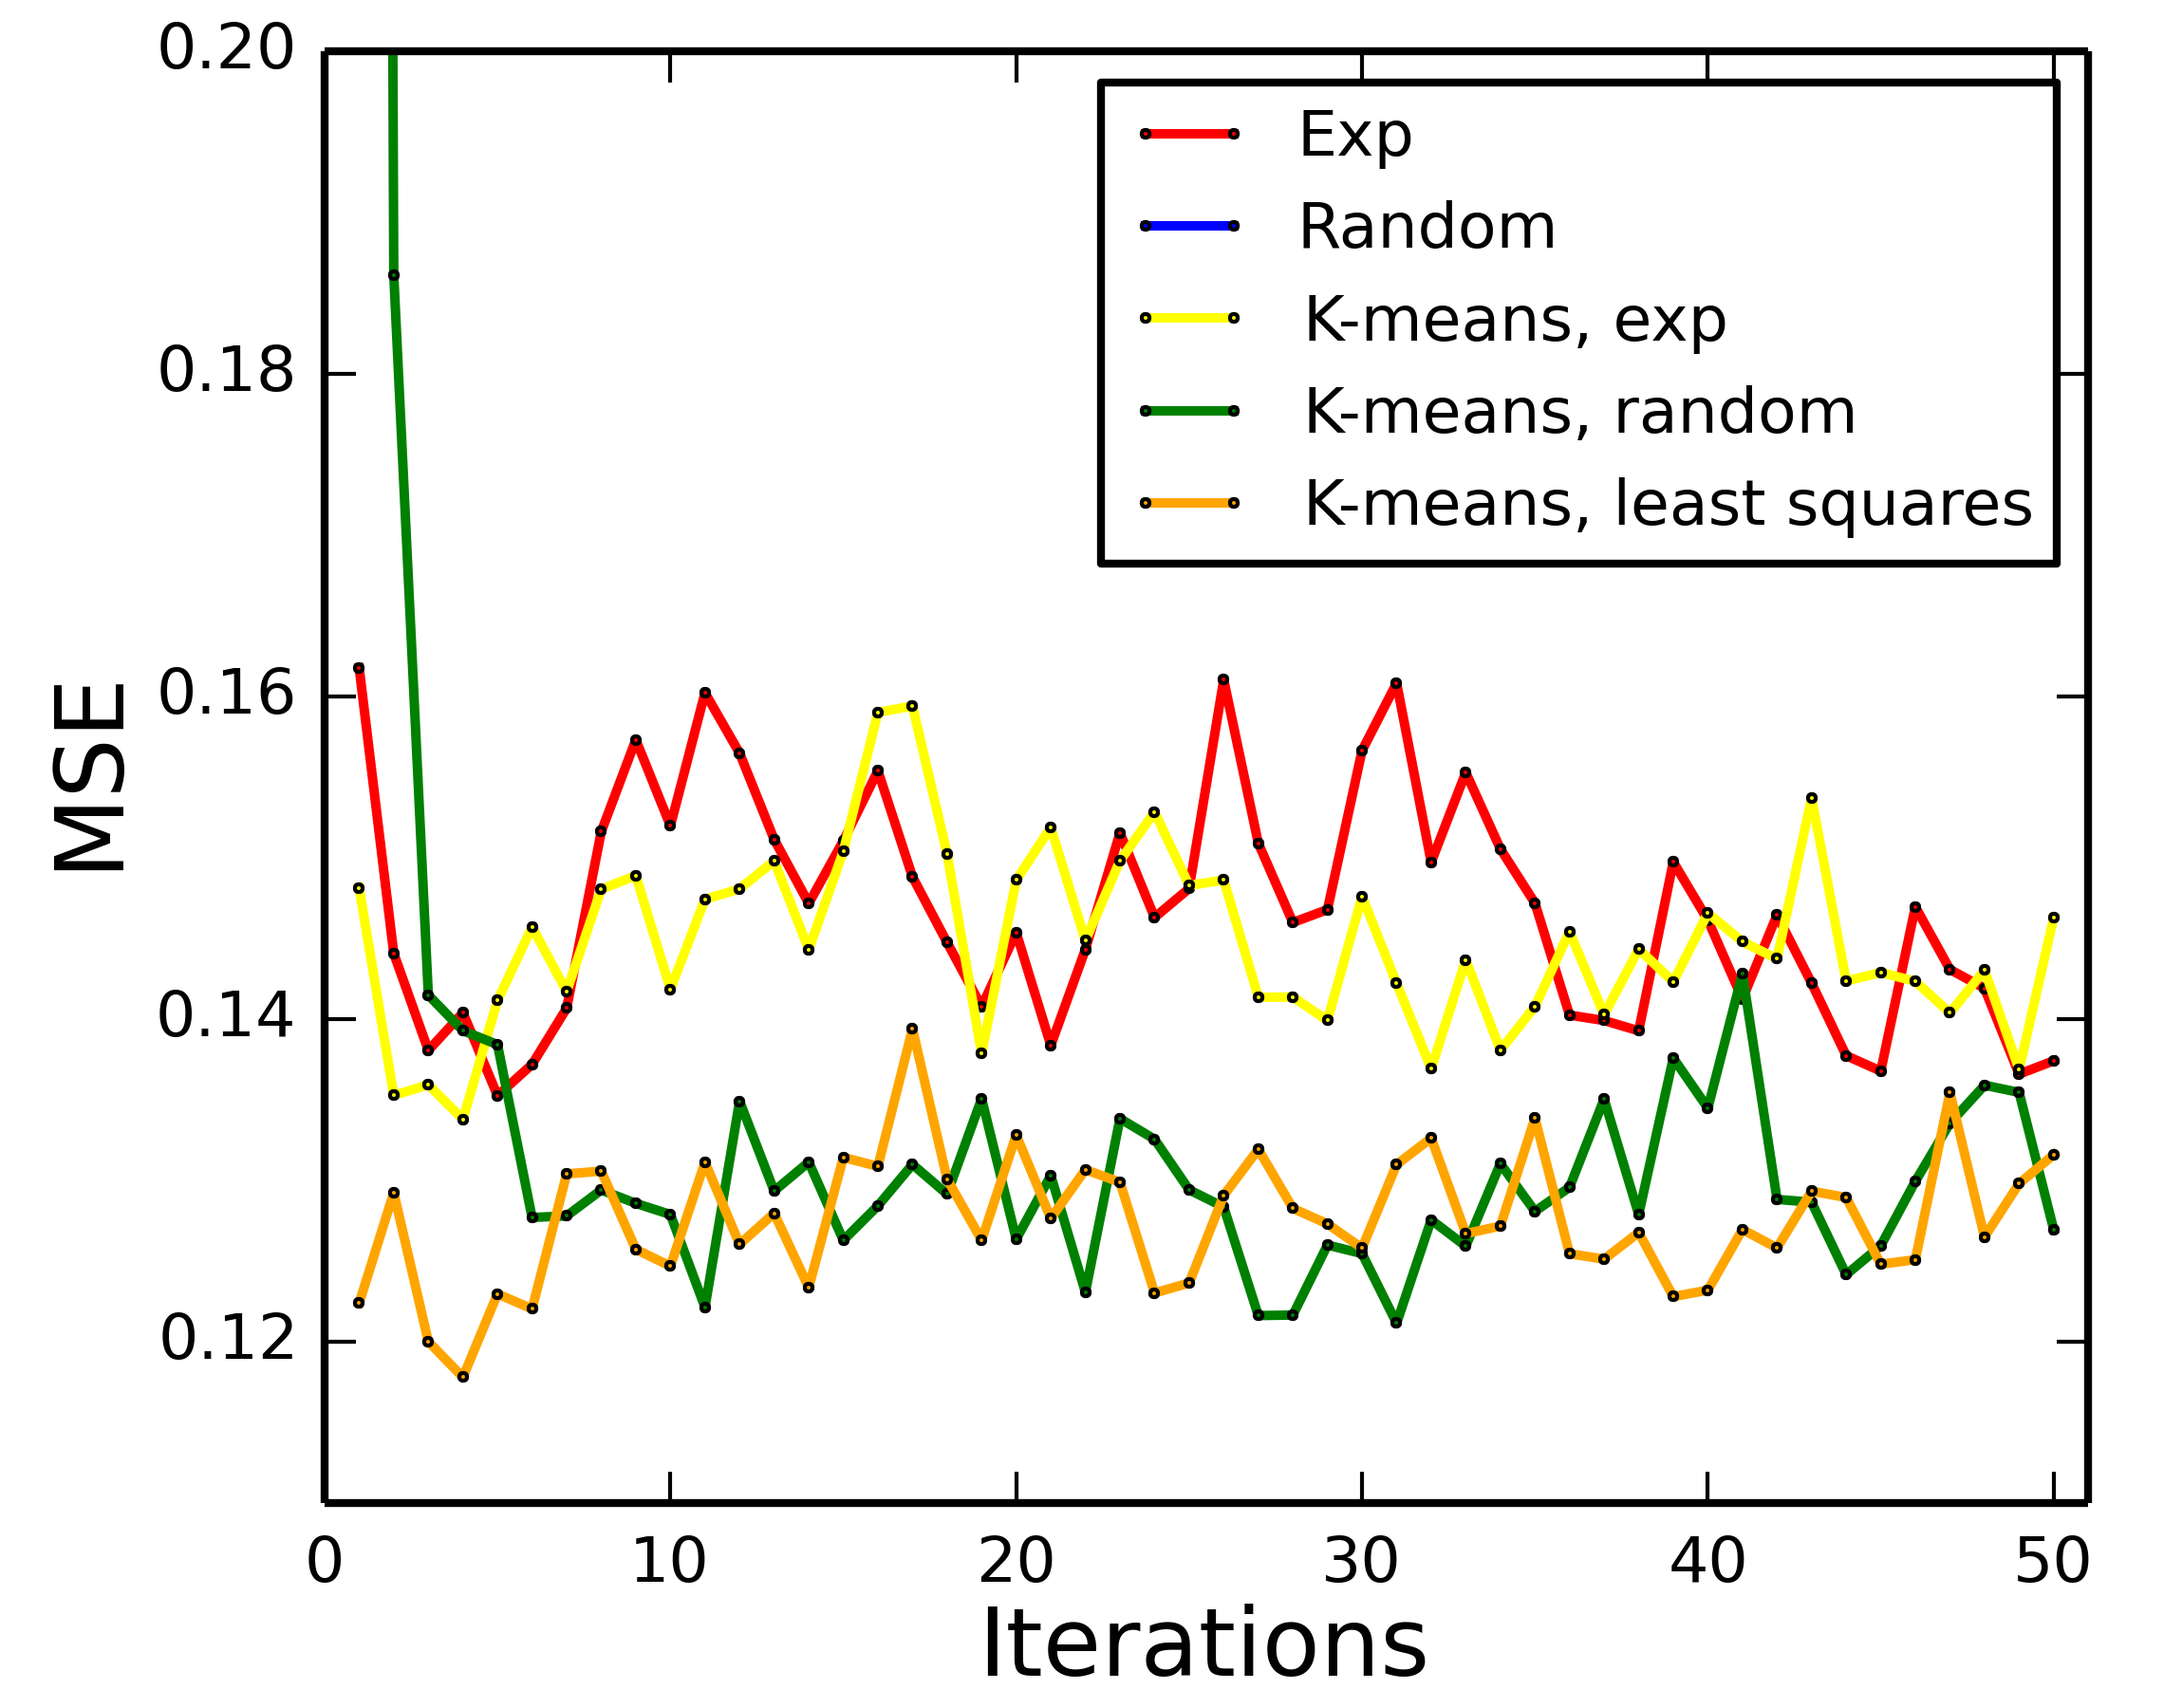 0.20
0.18
0.16
0.14
0.12
MSE
Exp
Random
K-means, exp
K-means, random
K-means, least squares
0 10 20 30 40 50
Iterations